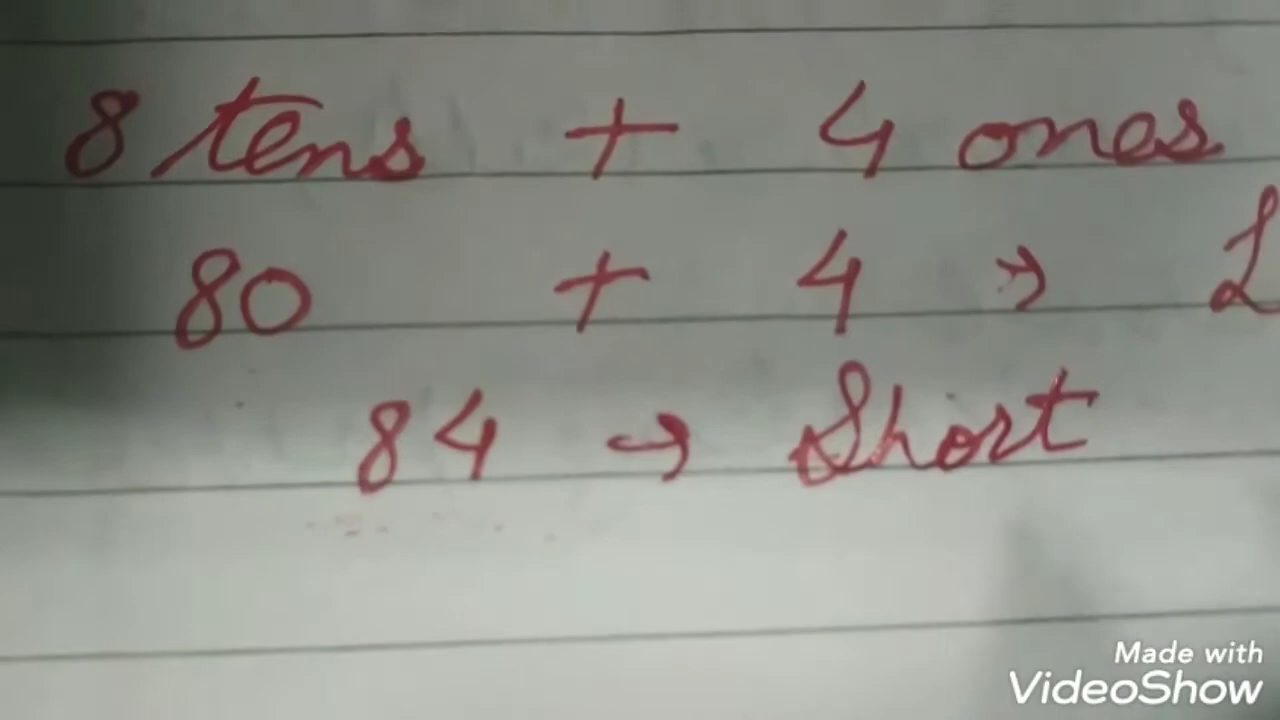 8 tens + 4 ones
80 + 4 → L
84 → Short
Made with
VideoShow